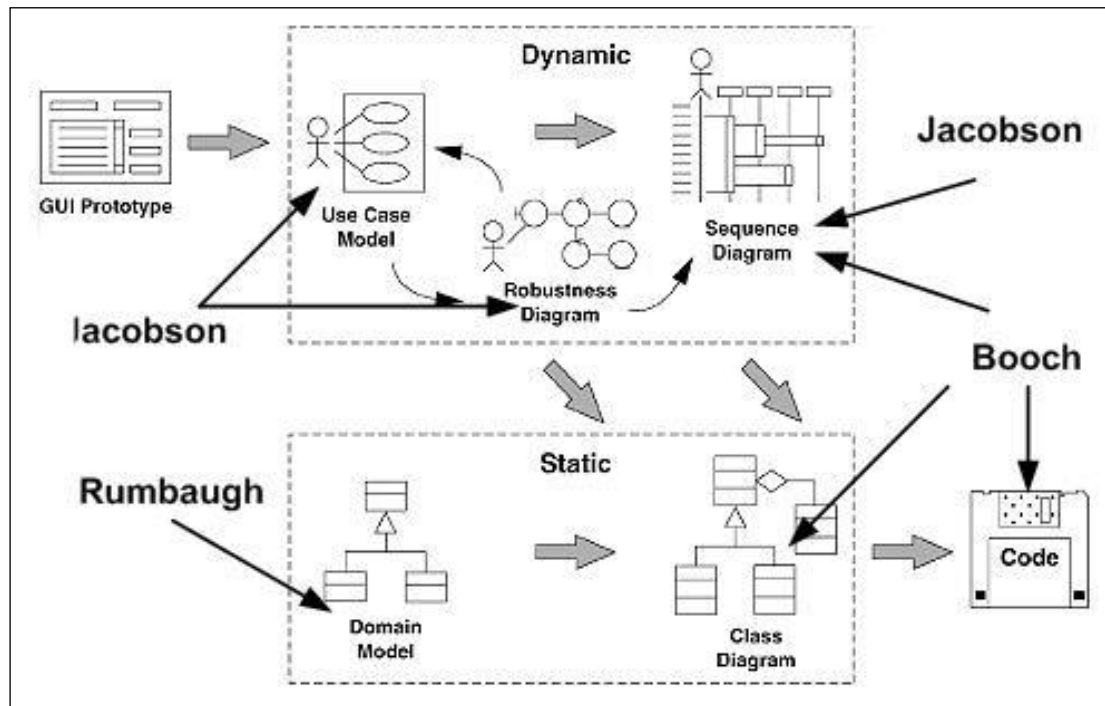 Dynamic
Jacobson
GUI Prototype
Use Case
Model
Sequence
Diagram
Robustness
Diagram
Jacobson
Booch
Static
Rumbaugh
Code
Domain
Model
Class
Diagram